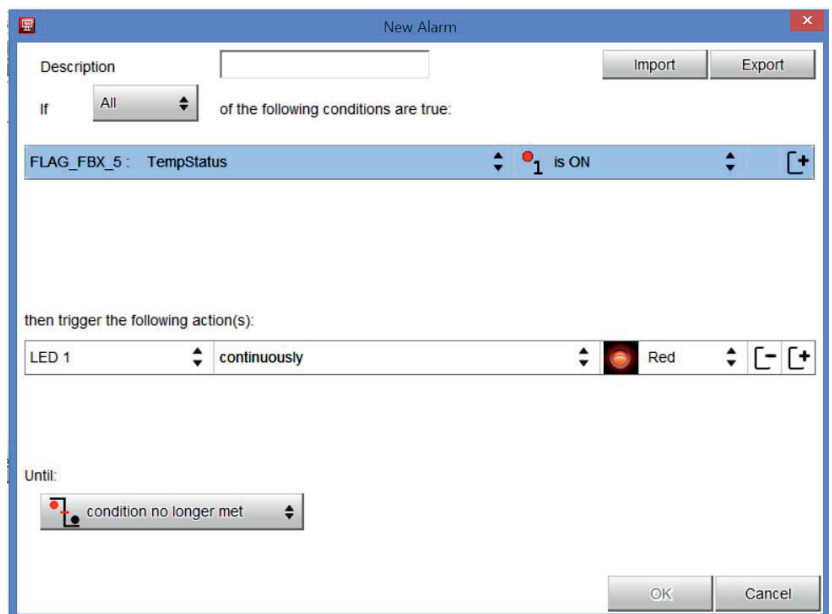 New Alarm
Description
Import Export
If All of the following conditions are true:
FLAG_FBX_5 : TempStatus 1 is ON
then trigger the following action(s):
LED 1 continuously Red
Until:
condition no longer met
OK Cancel